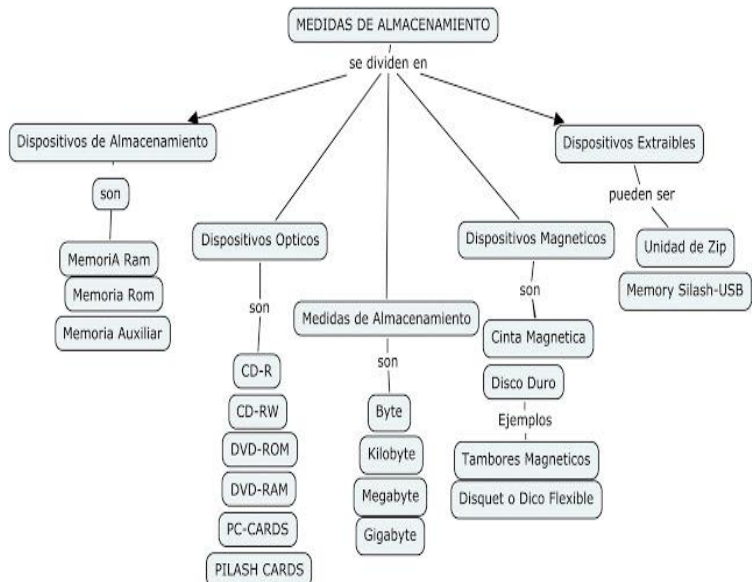 MEDIDAS DE ALMACENAMIENTO
se dividen en
Dispositivos de Almacenamiento
son
MemoriA Ram
Memoria Rom
Memoria Auxiliar
Dispositivos Opticos
son
CD-R
CD-RW
DVD-ROM
DVD-RAM
PC-CARDS
PILASH CARDS
Medidas de Almacenamiento
son
Byte
Kilobyte
Megabyte
Gigabyte
Dispositivos Magneticos
son
Cinta Magnetica
Disco Duro
Ejemplos
Tambores Magneticos
Disquet o Dico Flexible
Dispositivos Extraibles
pueden ser
Unidad de Zip
Memory Silash-USB